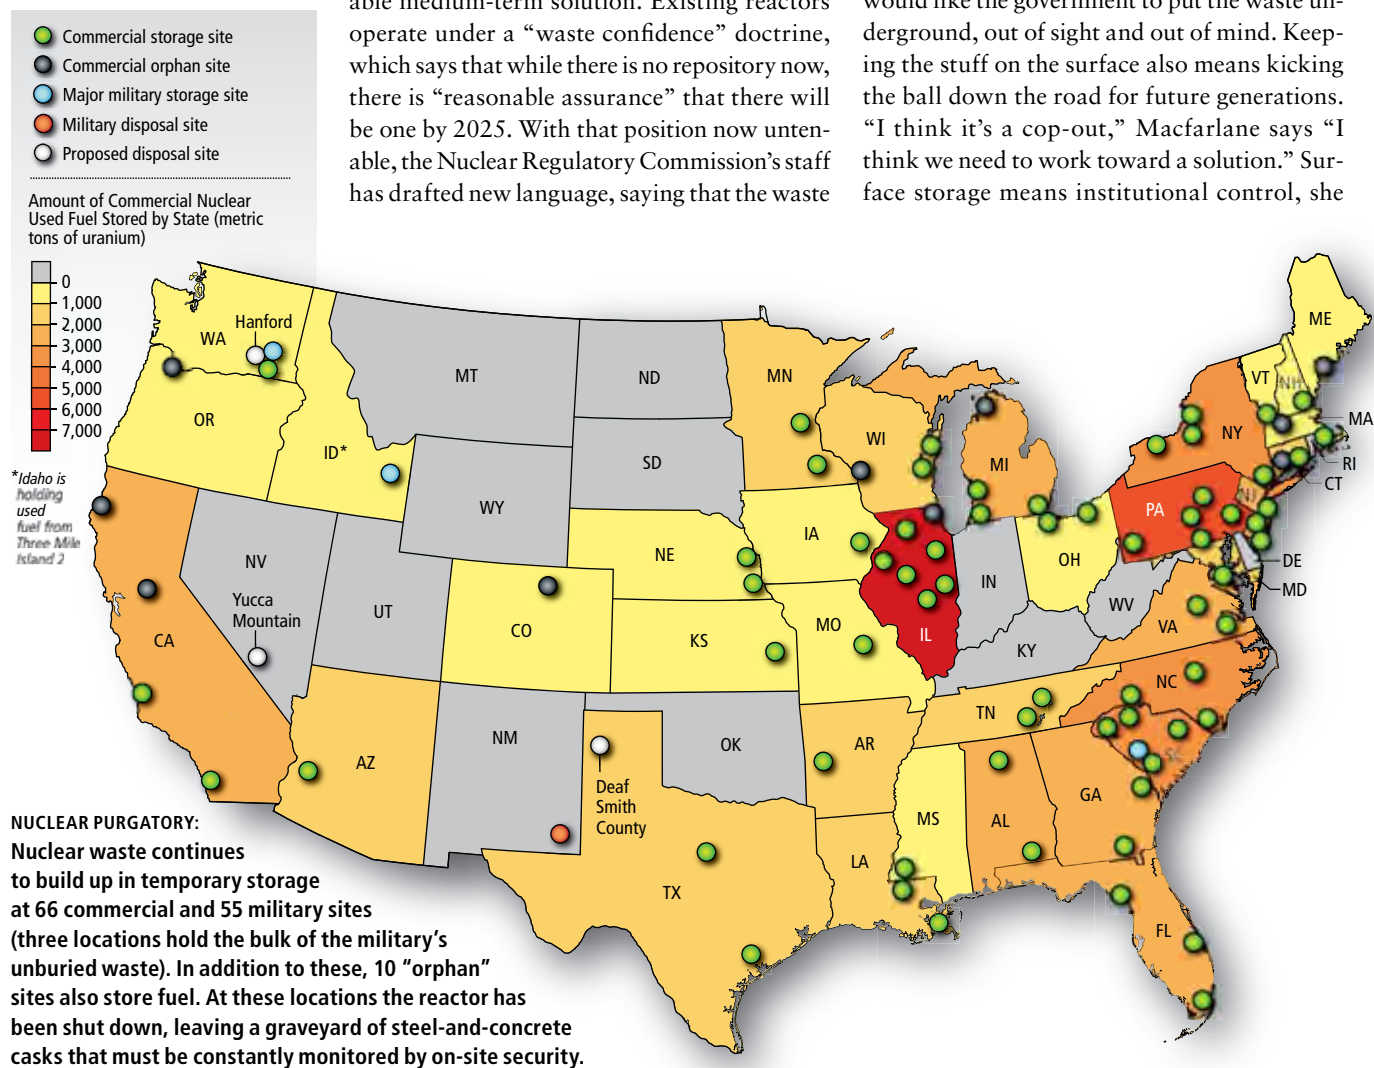 able medium-term solution. Existing reactors
operate under a “waste confidence” doctrine,
which says that while there is no repository now,
there is “reasonable assurance” that there will
be one by 2025. With that position now unten-
able, the Nuclear Regulatory Commission’s staff
has drafted new language, saying that the waste
would like the government to put the waste un-
derground, out of sight and out of mind. Keep-
ing the stuff on the surface also means kicking
the ball down the road for future generations.
“I think it’s a cop-out,” Macfarlane says “I
think we need to work toward a solution.” Sur-
face storage means institutional control, she
Commercial storage site
Commercial orphan site
Major military storage site
Military disposal site
Proposed disposal site
Amount of Commercial Nuclear
Used Fuel Stored by State (metric
tons of uranium)
0
1,000
2,000
3,000
4,000
5,000
6,000
7,000
*Idaho is
holding
used
fuel from
Three Mile
Island 2
WA
Hanford
OR
ID*
MT
ND
SD
WY
MN
WI
MI
NY
VT
NH
ME
MA
RI
CT
NJ
PA
DE
MD
NV
Yucca
Mountain
UT
CO
NE
IA
KS
MO
IL
IN
OH
WV
VA
KY
CA
AZ
NM
OK
AR
TN
NC
SC
Deaf
Smith
County
TX
LA
MS
AL
GA
FL
NUCLEAR PURGATORY:
Nuclear waste continues
to build up in temporary storage
at 66 commercial and 55 military sites
(three locations hold the bulk of the military’s
unburied waste). In addition to these, 10 “orphan”
sites also store fuel. At these locations the reactor has
been shut down, leaving a graveyard of steel-and-concrete
casks that must be constantly monitored by on-site security.